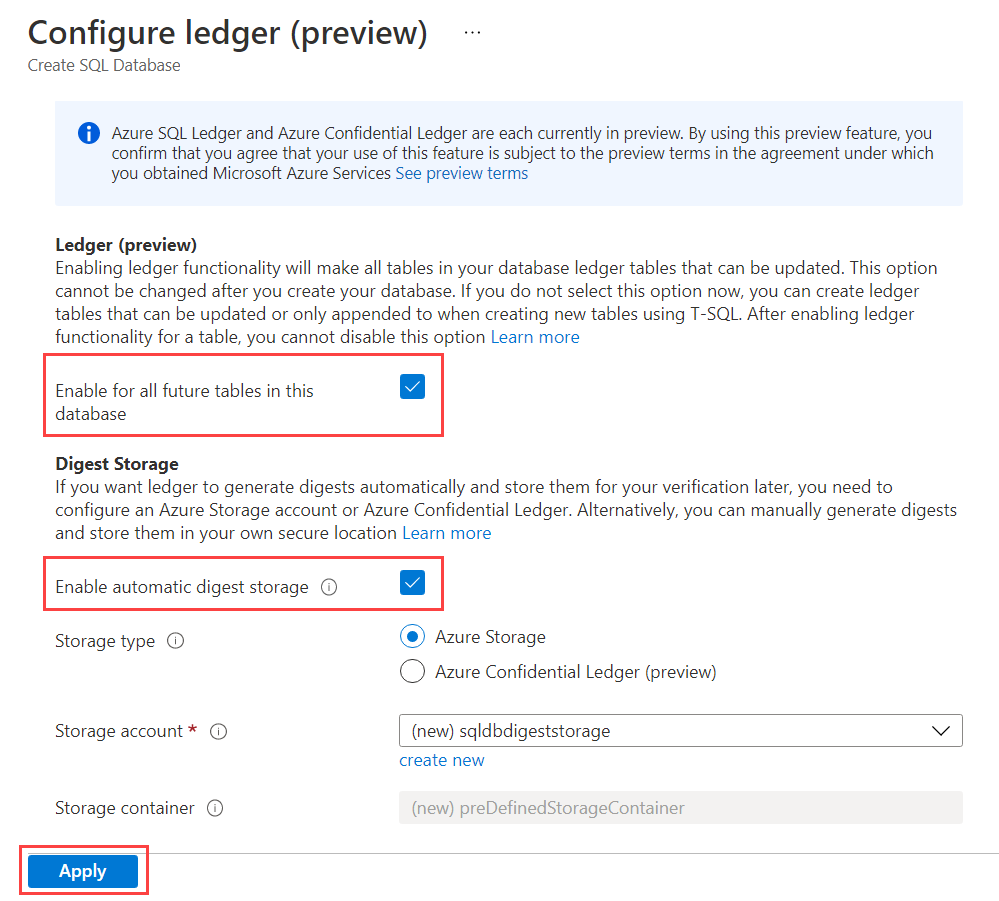 Configure ledger (preview) ...
Create SQL Database
Azure SQL Ledger and Azure Confidential Ledger are each currently in preview. By using this preview feature, you
confirm that you agree that your use of this feature is subject to the preview terms in the agreement under which
you obtained Microsoft Azure Services See preview terms
Ledger (preview)
Enabling ledger functionality will make all tables in your database ledger tables that can be updated. This option
cannot be changed after you create your database. If you do not select this option now, you can create ledger
tables that can be updated or only appended to when creating new tables using T-SQL. After enabling ledger
functionality for a table, you cannot disable this option Learn more
Enable for all future tables in this
database
Digest Storage
If you want ledger to generate digests automatically and store them for your verification later, you need to
configure an Azure Storage account or Azure Confidential Ledger. Alternatively, you can manually generate digests
and store them in your own secure location Learn more
Enable automatic digest storage
Storage type
Azure Storage
Azure Confidential Ledger (preview)
Storage account *
(new) sqldbdigeststorage
create new
Storage container
(new) preDefinedStorageContainer
Apply